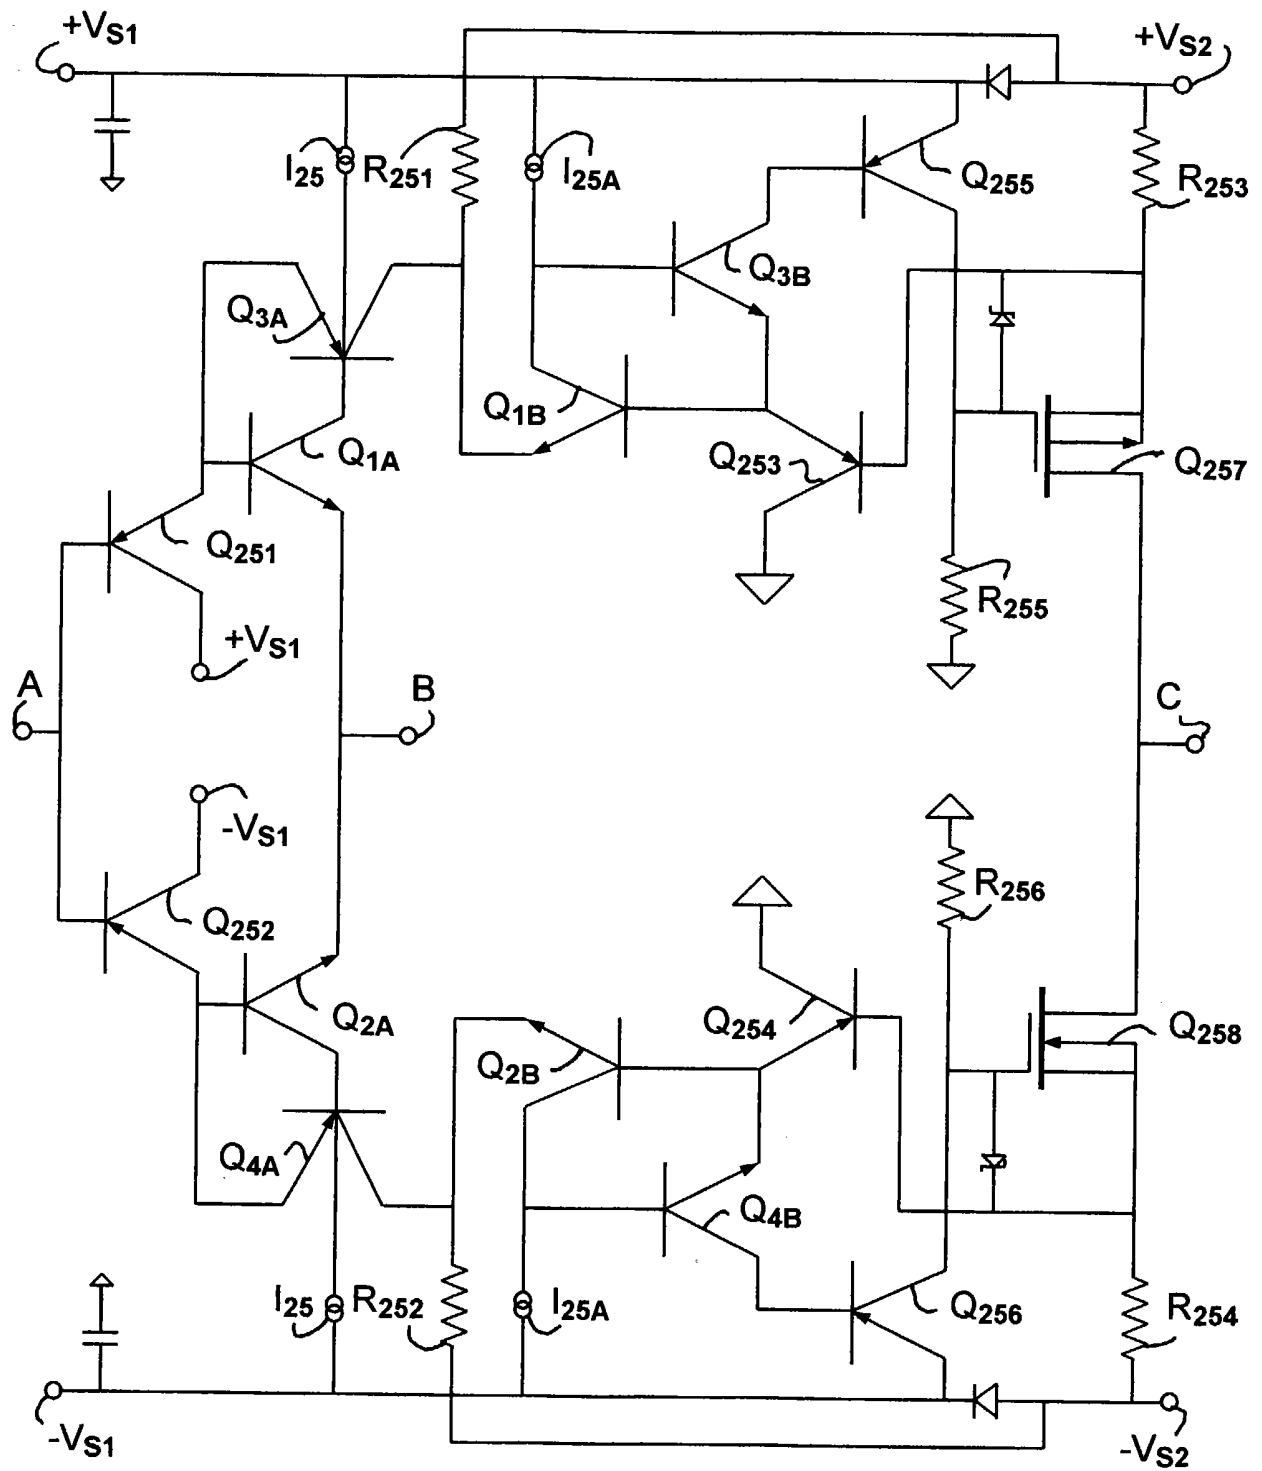 +VS1
+VS2
I25
R251
I25A
Q255
R253
Q3A
Q3B
Q1B
Q1A
Q253
Q257
Q251
R255
+VS1
A
B
C
-VS1
R256
Q252
Q2A
Q254
Q258
Q2B
Q4A
Q4B
I25
R252
I25A
Q256
R254
-VS1
-VS2